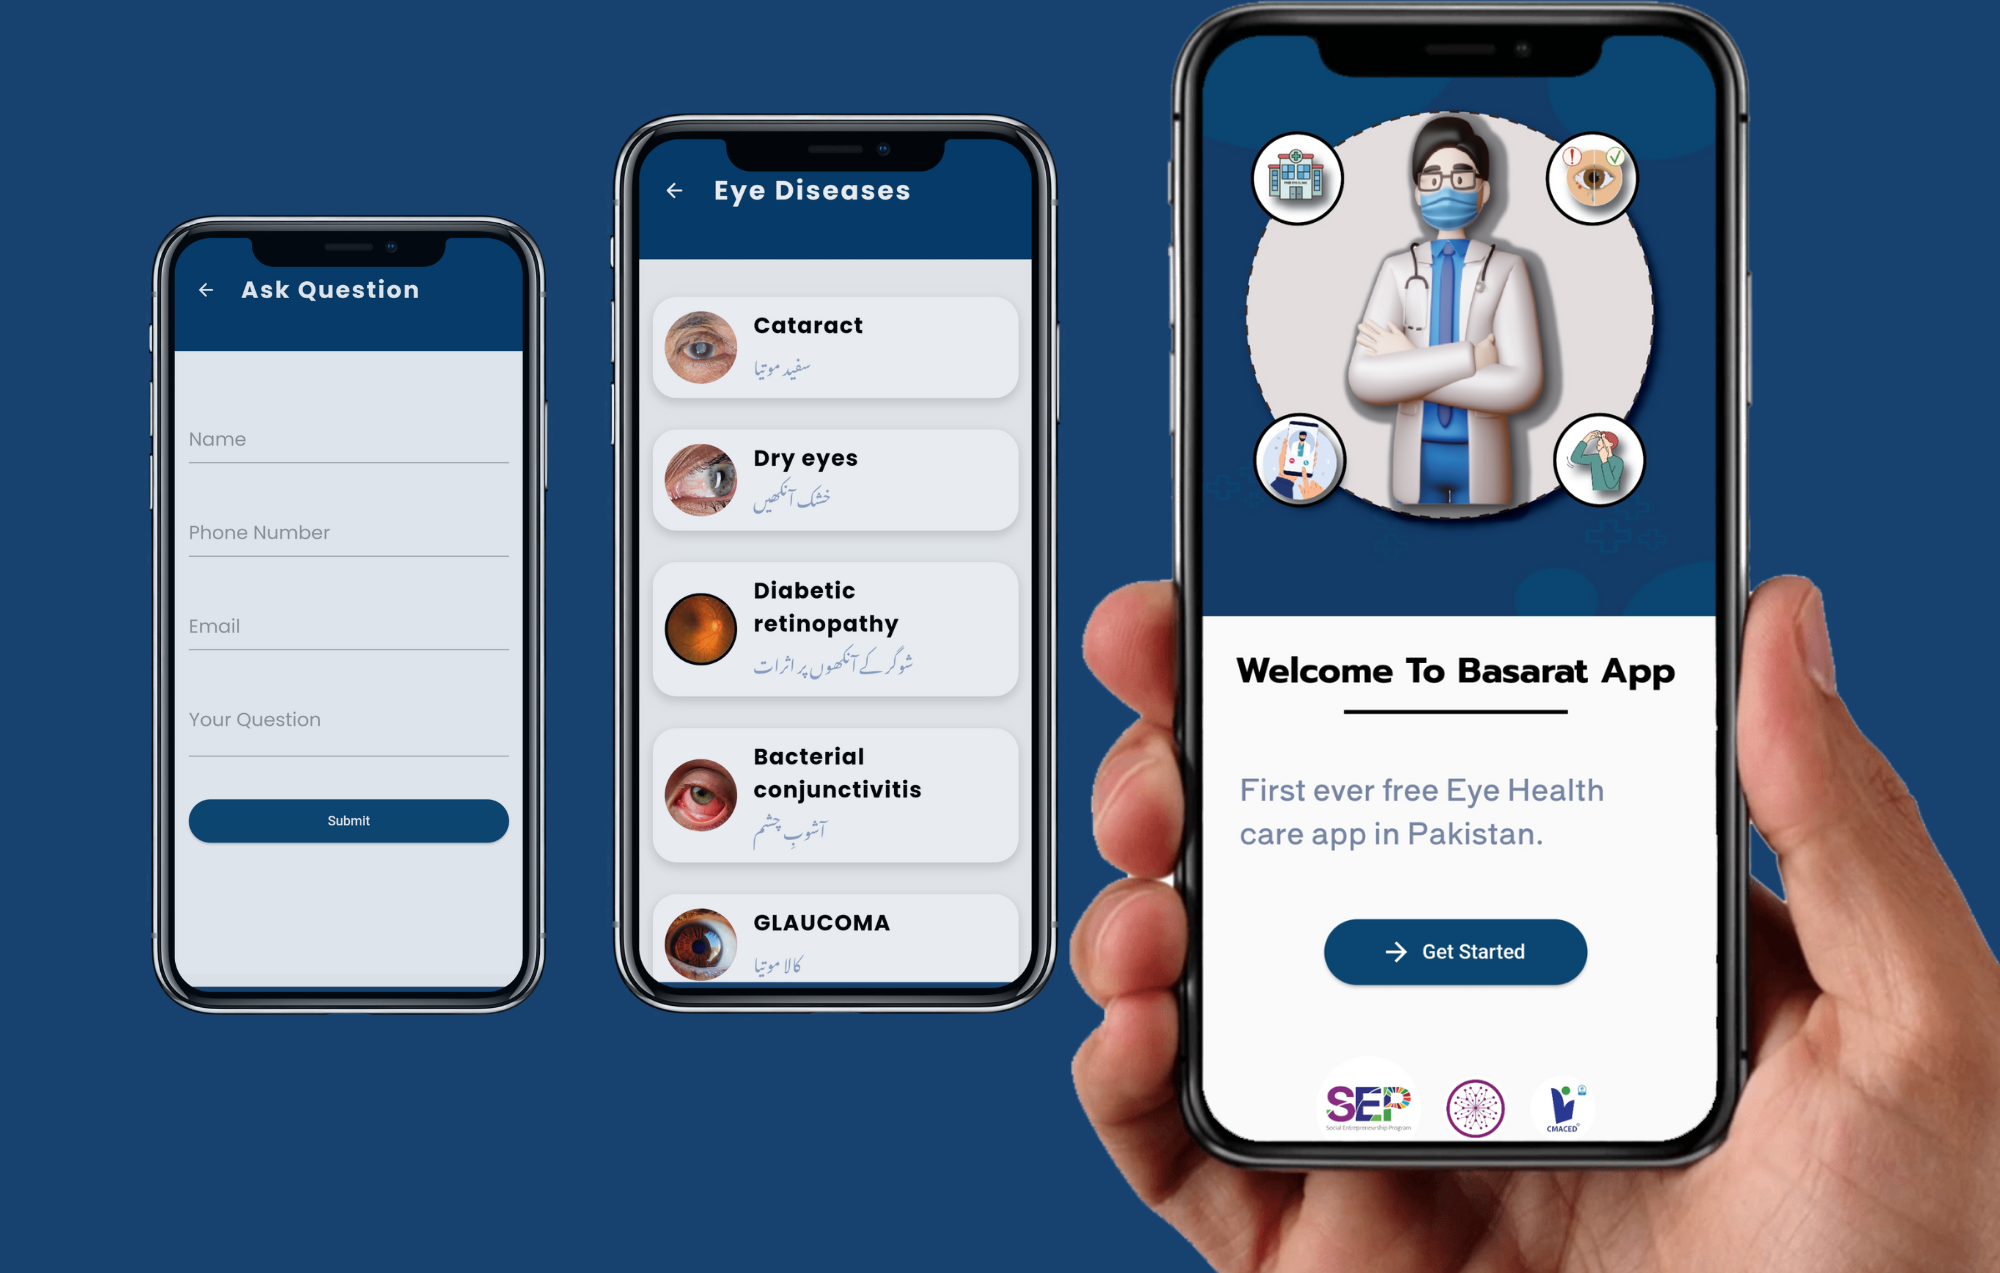 Ask Question
Name
Phone Number
Email
Your Question
Submit
Eye Diseases
Cataract
سفید موتیا
Dry eyes
خشک آنکھیں
Diabetic
retinopathy
شوگر کے آنکھوں پر اثرات
Bacterial
conjunctivitis
آشوبِ چشم
GLAUCOMA
کالا موتیا
Welcome To Basarat App
First ever free Eye Health
care app in Pakistan.
Get Started
SEP
Social Entrepreneurship Program
CMACED